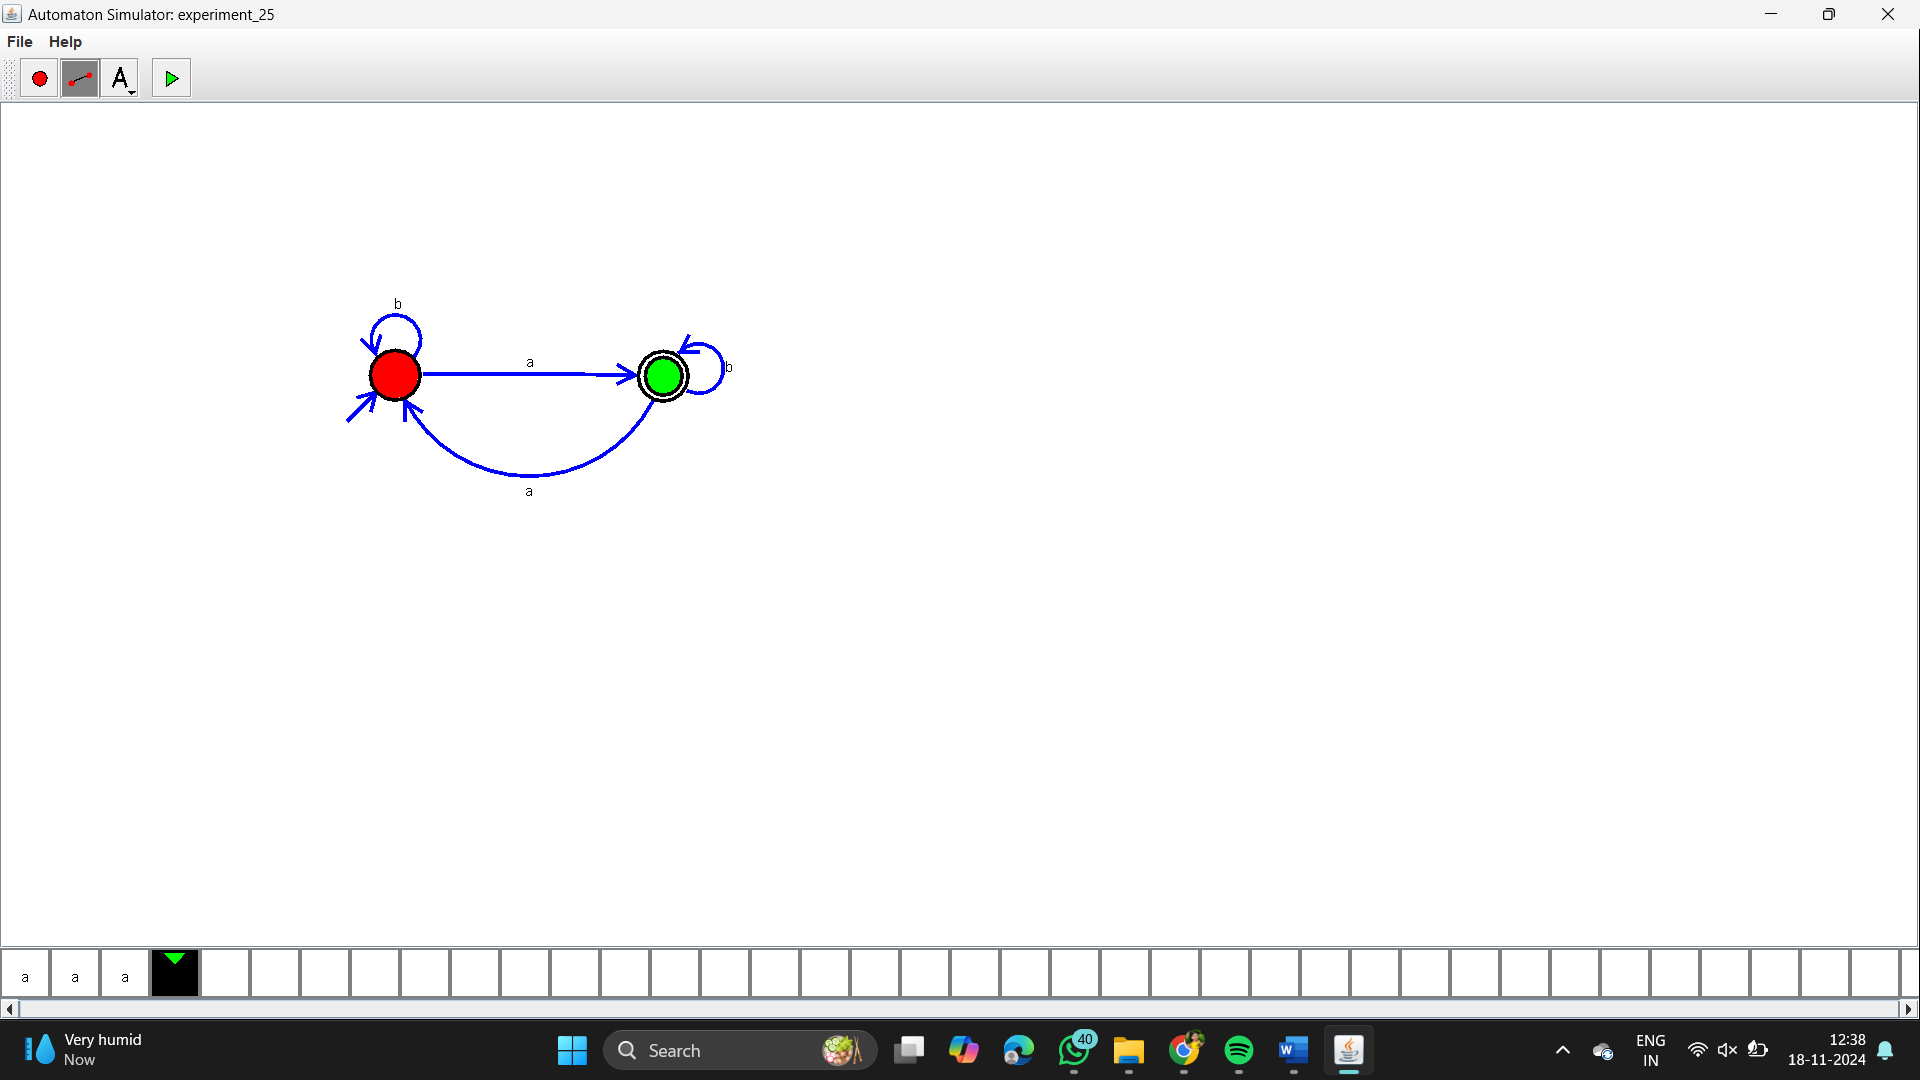 Automaton Simulator: experiment_25
File Help
A
b
a
b
a
a a a
Very humid
Now
Search
40
W
ENG
IN
12:38
18-11-2024